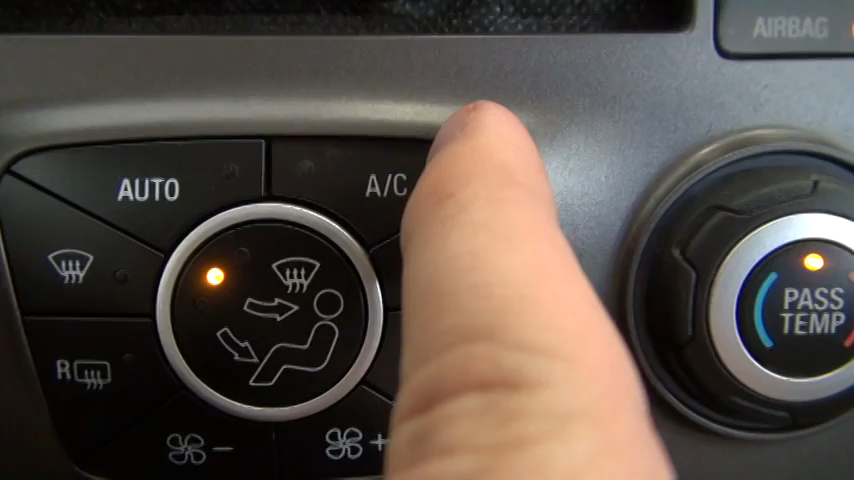 AIRBAG
AUTO
A/C
PASS
TEMP
R
-
+